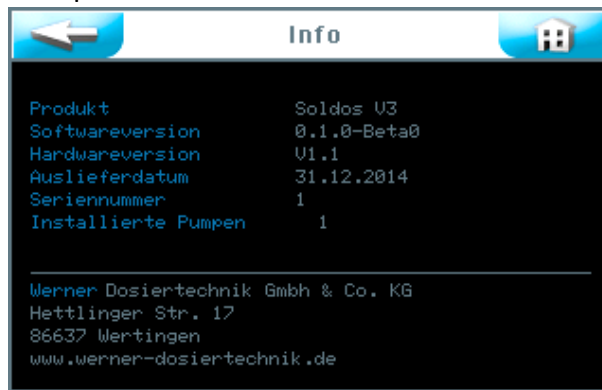 Info
Produkt Soldos V3
Softwareversion 0.1.0-Beta0
Hardwareversion V1.1
Auslieferdatum 31.12.2014
Seriennummer 1
Installierte Pumpen 1
Werner Dosiertechnik Gmbh & Co. KG
Hettlinger Str. 17
86637 Wertingen
www.werner-dosiertechnik.de